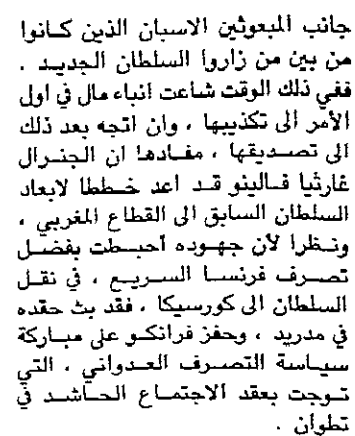 جانب المبعوثين الاسبان الذين كانوا
من بين من زاروا السلطان الجديد .
ففي ذلك الوقت شاعت انباء مال في اول
الأمر الى تكذيبها ، وان اتجه بعد ذلك
الى تصديقها ، مفادها ان الجنرال
غارثيا فالينو قد اعد خططا لابعاد
السلطان السابق الى القطاع المغربي ،
ونظرا لأن جهوده أحبطت بفضل
تصرف فرنسا السريع ، في نقل
السلطان الى كورسيكا ، فقد بث حقده
في مدريد ، وحفز فرانكو على مباركة
سياسة التصرف العدواني ، التي
توجت بعقد الاجتماع الحاشد في
تطوان .